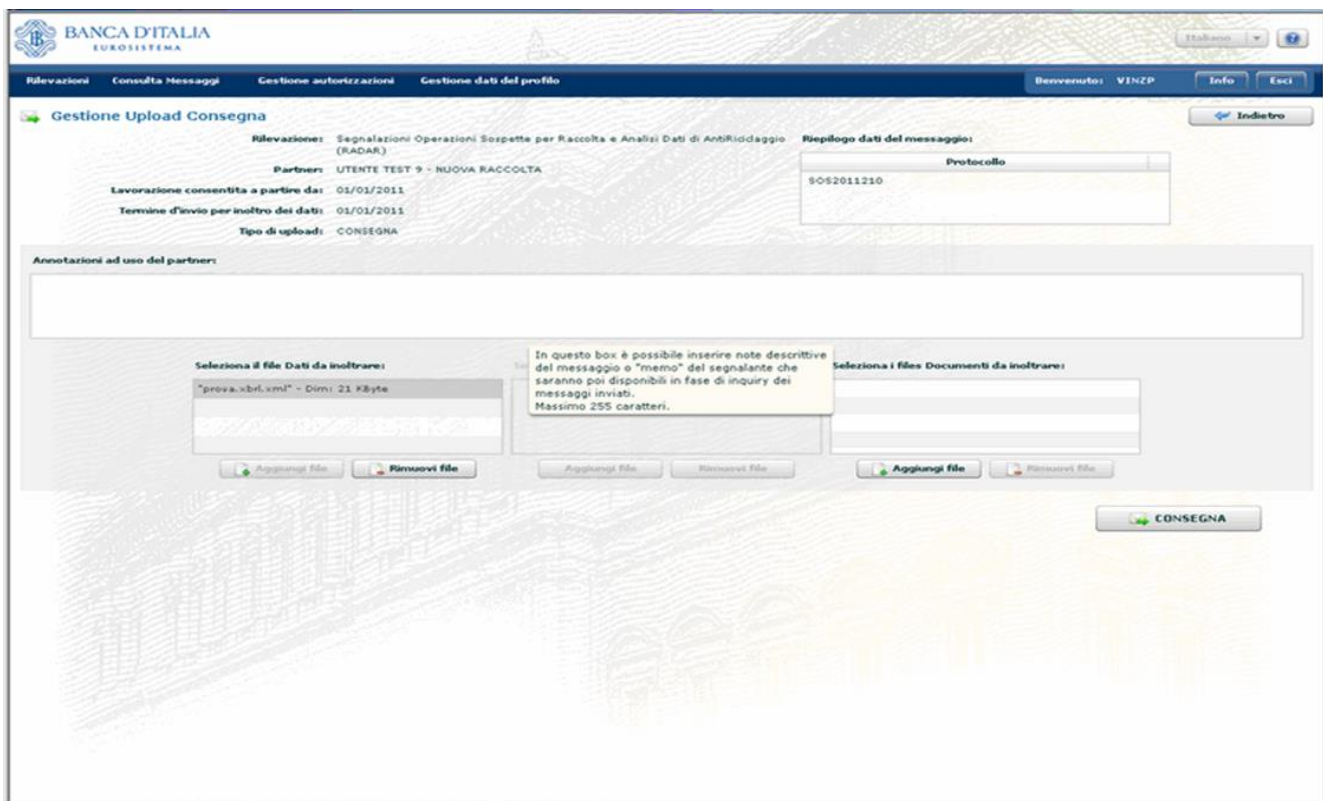 BANCA D'ITALIA
EUROSISTEMA
Italiano
Rilevazioni Consulta Messaggi Gestione autorizzazioni Gestione dati del profilo Benvenuto: VINZP Info Esci
Gestione Upload Consegna
Indietro
Rilevazione: Segnalazioni Operazioni Sospette per Raccolta e Analisi Dati di AntiRiciclaggio
(RADAR)
Partner: UTENTE TEST 9 - NUOVA RACCOLTA
Lavorazione consentita a partire da: 01/01/2011
Termine d'invio per inoltro dei dati: 01/01/2011
Tipo di upload: CONSEGNA
Riepilogo dati del messaggio:
Protocollo
SOS2011210
Annotazioni ad uso del partner:
In questo box è possibile inserire note descrittive
del messaggio o "memo" del segnalante che
saranno poi disponibili in fase di inquiry dei
messaggi inviati.
Massimo 255 caratteri.
Seleziona il file Dati da inoltrare:
"prova.xbrl.xml" - Dim: 21 KByte
Aggiungi file Rimuovi file
Aggiungi file Rimuovi file
Seleziona i files Documenti da inoltrare:
Aggiungi file Rimuovi file
CONSEGNA